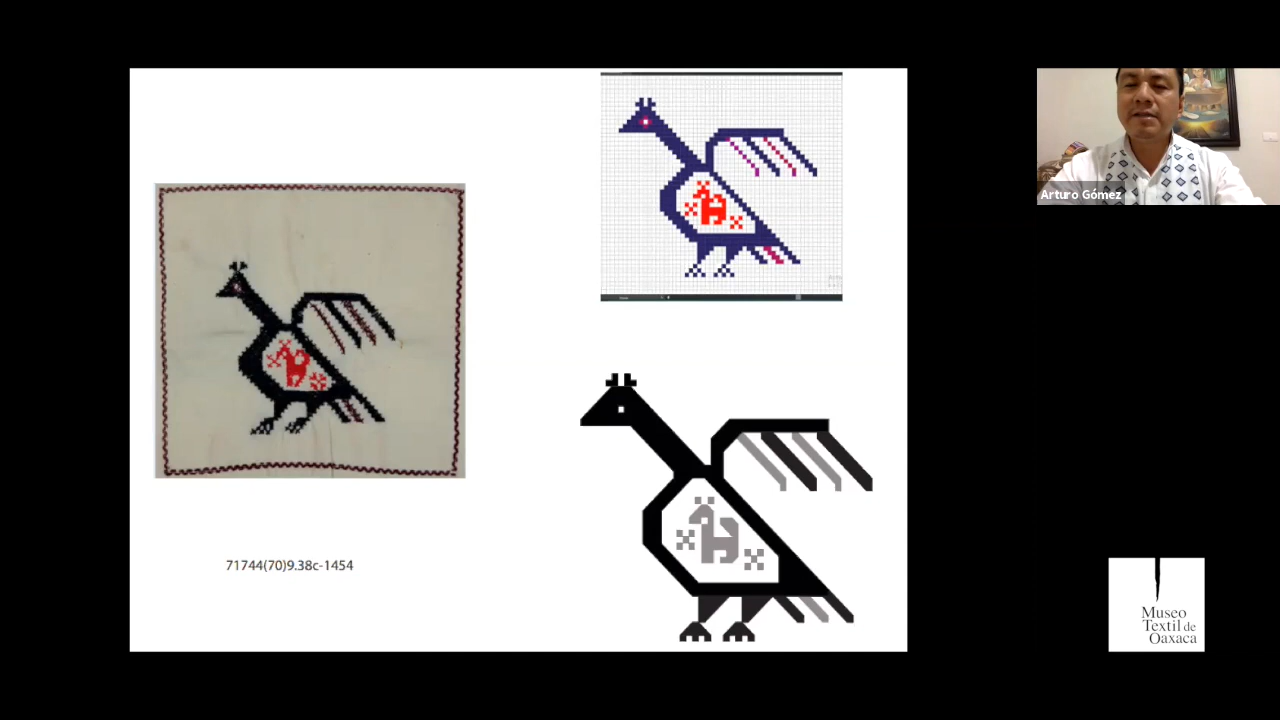 Arturo Gómez
71744(70)9.38c-1454
Museo
Textil de
Oaxaca